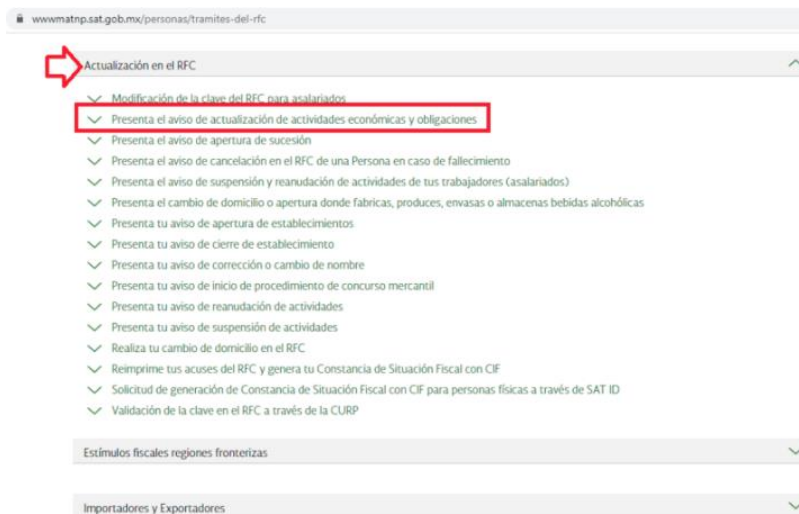 wwwmatnp.sat.gob.mx/personas/tramites-del-rfc
Actualización en el RFC
Modificación de la clave del RFC para asalariados
Presenta el aviso de actualización de actividades económicas y obligaciones
Presenta el aviso de apertura de sucesión
Presenta el aviso de cancelación en el RFC de una Persona en caso de fallecimiento
Presenta el aviso de suspensión y reanudación de actividades de tus trabajadores (asalariados)
Presenta el cambio de domicilio o apertura donde fabricas, produces, envasas o almacenas bebidas alcohólicas
Presenta tu aviso de apertura de establecimientos
Presenta tu aviso de cierre de establecimiento
Presenta tu aviso de corrección o cambio de nombre
Presenta tu aviso de inicio de procedimiento de concurso mercantil
Presenta tu aviso de reanudación de actividades
Presenta tu aviso de suspensión de actividades
Realiza tu cambio de domicilio en el RFC
Reimprime tus acuses del RFC y genera tu Constancia de Situación Fiscal con CIF
Solicitud de generación de Constancia de Situación Fiscal con CIF para personas físicas a través de SAT ID
Validación de la clave en el RFC a través de la CURP
Estímulos fiscales regiones fronterizas
Importadores y Exportadores